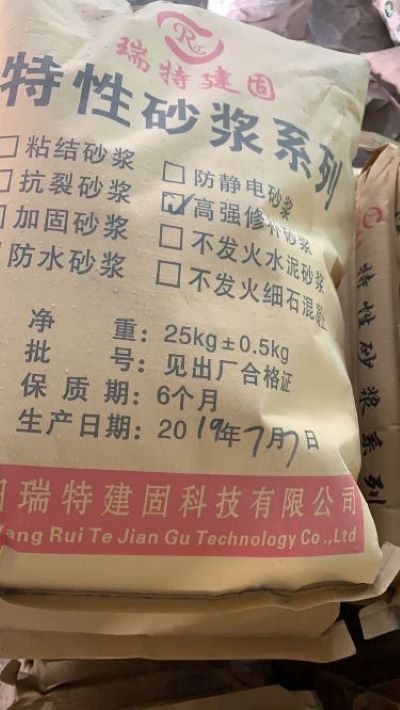 瑞特建固
特性砂浆系列
粘结砂浆
抗裂砂浆
加固砂浆
防水砂浆
防静电砂浆
高强修补砂浆
不发火水泥砂浆
不发火细石混
净 重：25kg±0.5kg
批 号：见出厂合格证
保 质 期：6个月
生产日期：2019年7月7日
瑞特建固科技有限公司
ang Rui Te Jian Gu Technology Co.,Ltd
特性砂浆系列